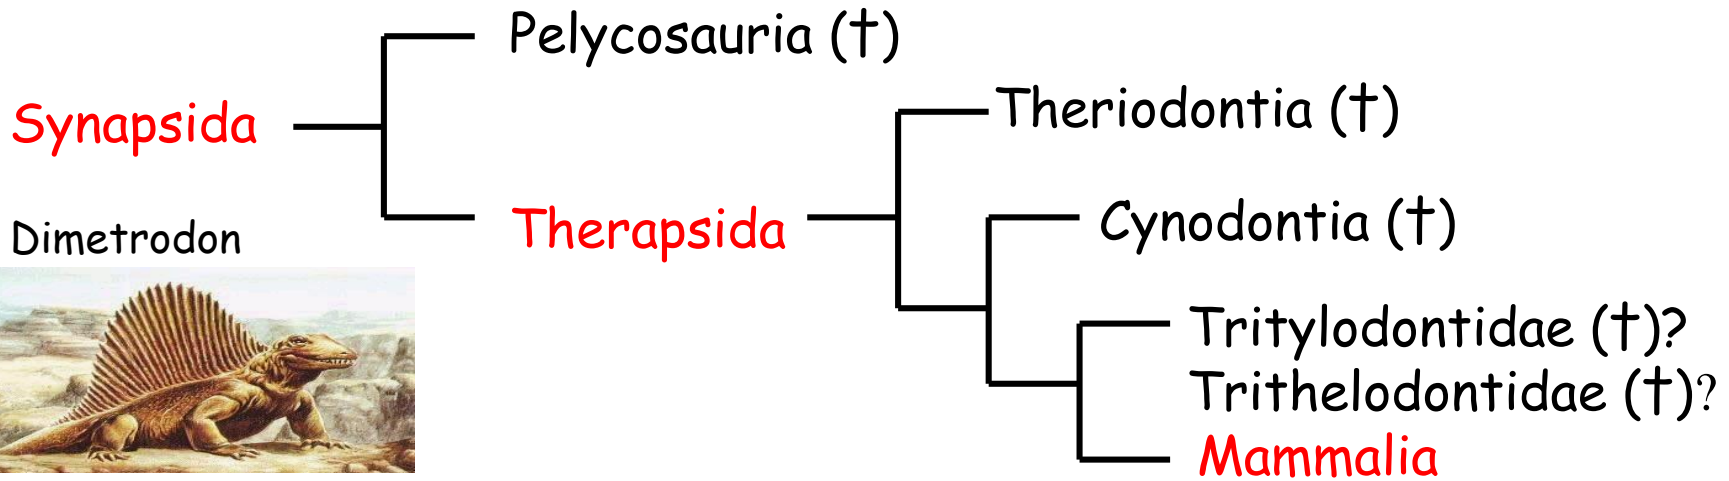 Pelycosauria (†)
Theriodontia (†)
Synapsida
Cynodontia (†)
Therapsida
Dimetrodon
Tritylodontidae (†)?
Trithelodontidae (†)?
Mammalia